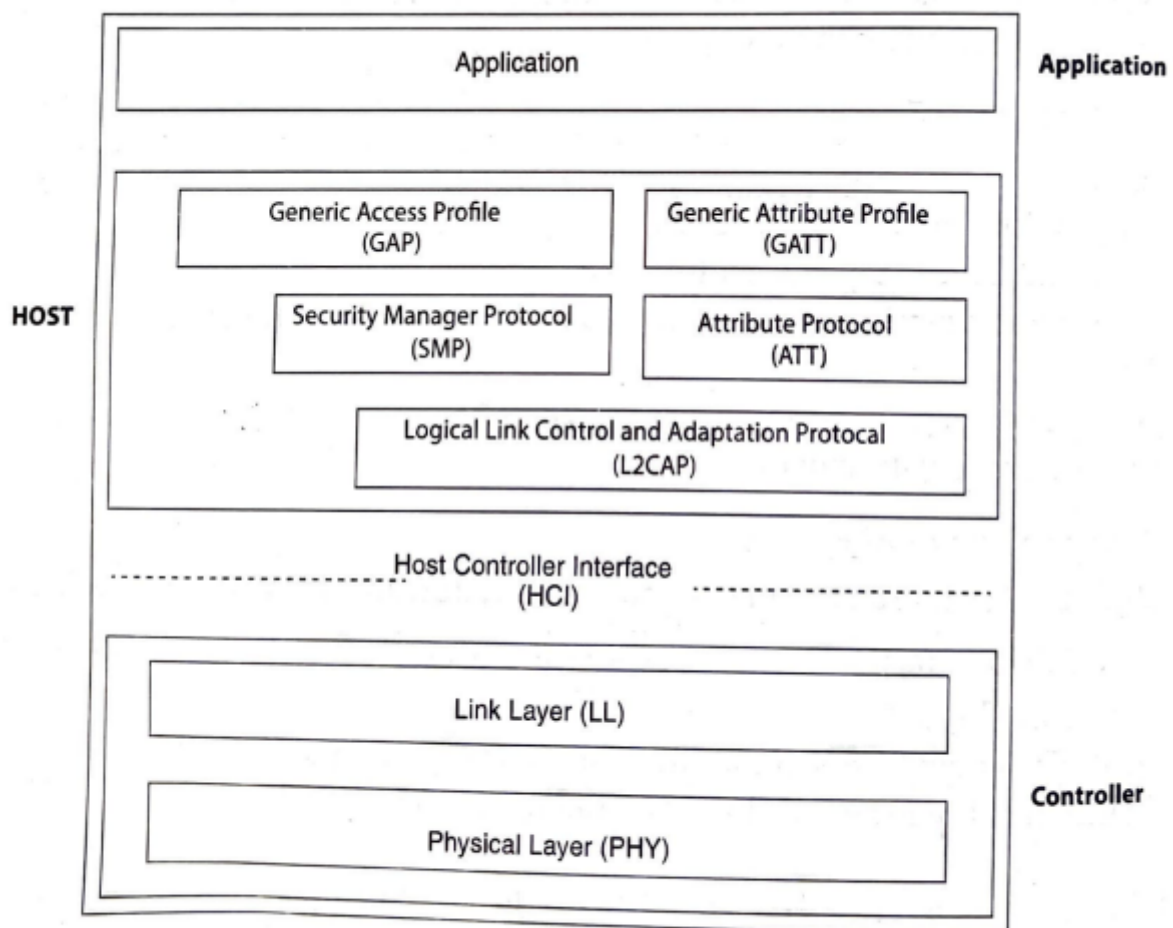 Application
Application
Generic Access Profile
(GAP)
Generic Attribute Profile
(GATT)
HOST
Security Manager Protocol
(SMP)
Attribute Protocol
(ATT)
Logical Link Control and Adaptation Protocal
(L2CAP)
Host Controller Interface
(HCI)
Link Layer (LL)
Controller
Physical Layer (PHY)